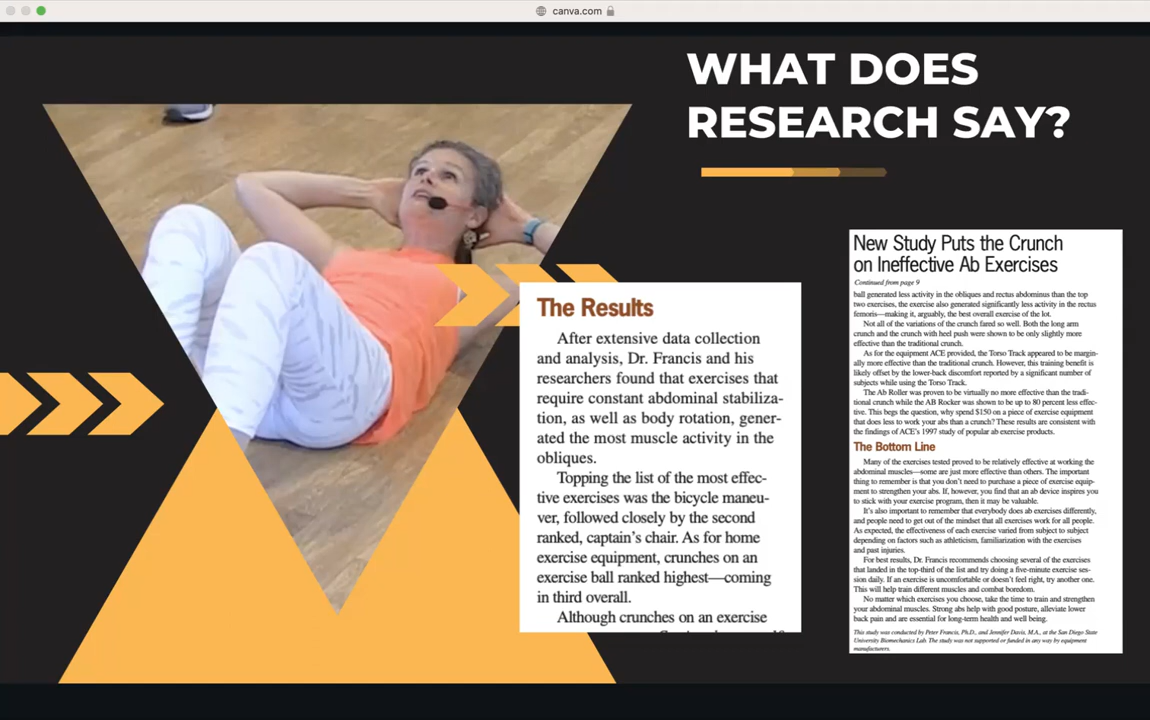 canva.com
WHAT DOES
RESEARCH SAY?
The Results
After extensive data collection
and analysis, Dr. Francis and his
researchers found that exercises that
require constant abdominal stabiliza-
tion, as well as body rotation, gener-
ated the most muscle activity in the
obliques.
Topping the list of the most effec-
tive exercises was the bicycle maneu-
ver, followed closely by the second
ranked, captain's chair. As for home
exercise equipment, crunches on an
exercise ball ranked highest—coming
in third overall.
Although crunches on an exercise
New Study Puts the Crunch
on Ineffective Ab Exercises
Continued from page 9
ball generated less activity in the obliques and rectus abdominus than the top
two exercises, the exercise also generated significantly less activity in the rectus
femoris—making it, arguably, the best overall exercise of the lot.
Not all of the variations of the crunch fared so well. Both the long arm
crunch and the crunch with heel push were shown to be only slightly more
effective than the traditional crunch.
As for the equipment ACE provided, the Torso Track appeared to be margin-
ally more effective than the traditional crunch. However, this training benefit is
likely offset by the lower-back discomfort reported by a significant number of
subjects while using the Torso Track.
The Ab Roller was proven to be virtually no more effective than the tradi-
tional crunch while the AB Rocker was shown to be up to 80 percent less effec-
tive. This begs the question, why spend $150 on a piece of exercise equipment
that does less to work your abs than a crunch? These results are consistent with
the findings of ACE's 1997 study of popular ab exercise products.
The Bottom Line
Many of the exercises tested proved to be relatively effective at working the
abdominal muscles—some are just more effective than others. The important
thing to remember is that you don't need to purchase a piece of exercise equip-
ment to strengthen your abs. If, however, you find that an ab device inspires you
to stick with your exercise program, then it may be valuable.
It's also important to remember that everybody does ab exercises differently,
and people need to get out of the mindset that all exercises work for all people.
As expected, the effectiveness of each exercise varied from subject to subject
depending on factors such as athleticism, familiarization with the exercises
and past injuries.
For best results, Dr. Francis recommends choosing several of the exercises
that landed in the top-third of the list and try doing a five-minute exercise ses-
sion daily. If an exercise is uncomfortable or doesn't feel right, try another one.
This will help train different muscles and combat boredom.
No matter which exercises you choose, take the time to train and strengthen
your abdominal muscles. Strong abs help with good posture, alleviate lower
back pain and are essential for long-term health and well being.
This study was conducted by Peter Francis, Ph.D., and Jennifer Davis, M.A., at the San Diego State
University Biomechanics Lab. The study was not supported or funded in any way by equipment
manufacturers.